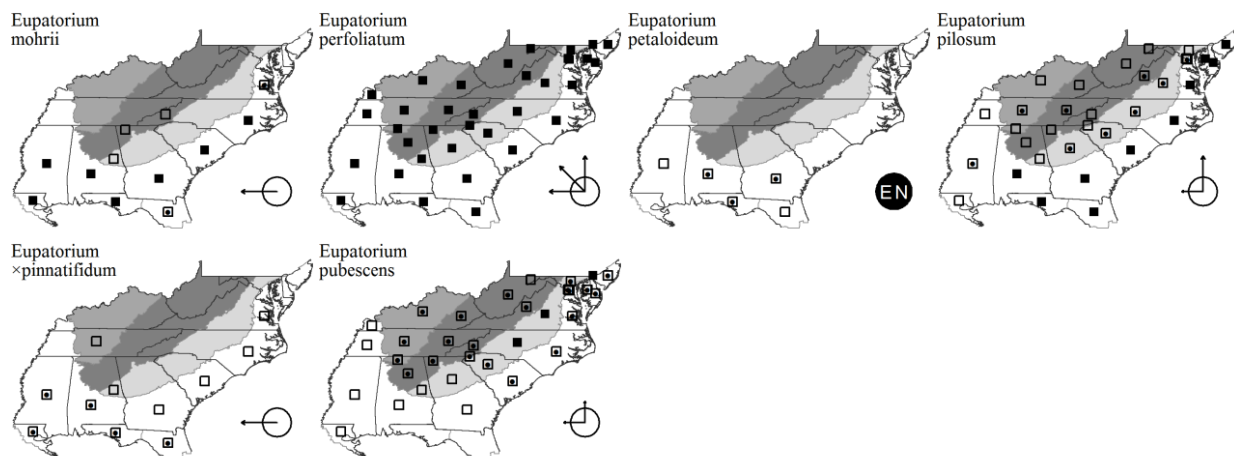 Eupatorium
mohrii
Eupatorium
perfoliatum
Eupatorium
petaloideum
EN
Eupatorium
pilosum
Eupatorium
×pinnatifidum
Eupatorium
pubescens